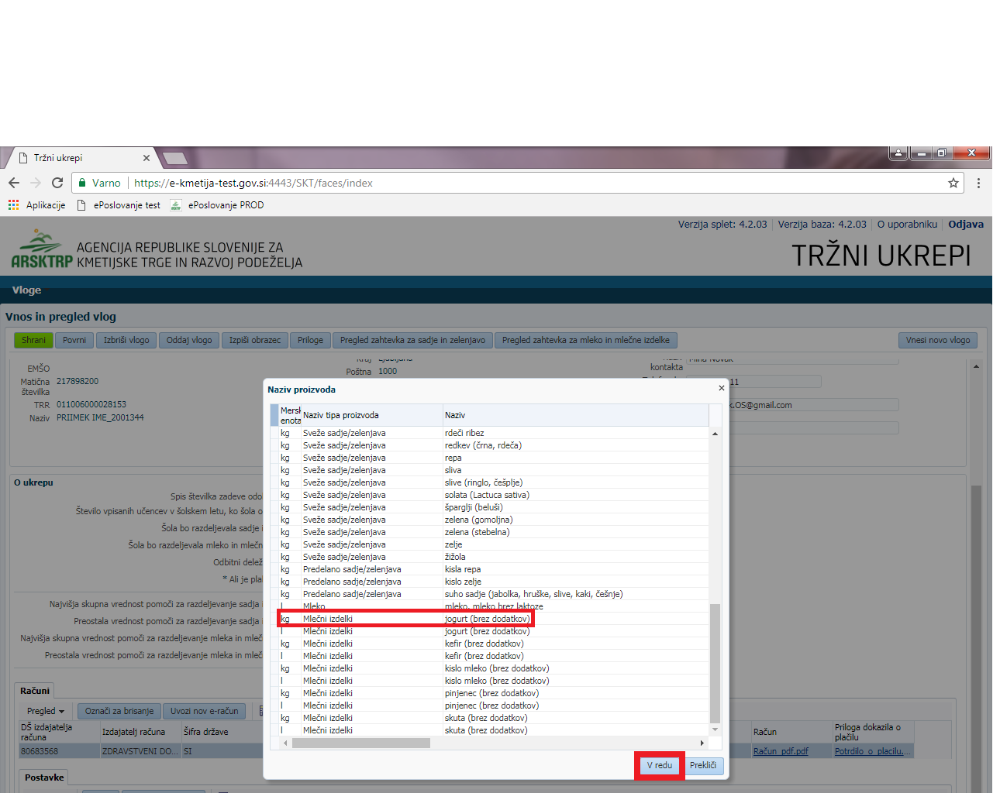 Tržni ukrepi
Varno https://e-kmetija-test.gov.si:4443/SKT/faces/index
Aplikacije ePoslovanje test ePoslovanje PROD
Verzija splet: 4.2.03 Verzija baza: 4.2.03 O uporabniku Odjava
ARSKTRP
AGENCIJA REPUBLIKE SLOVENIJE ZA
KMETIJSKE TRGE IN RAZVOJ PODEŽELJA
TRŽNI UKREPI
Vloge
Vnos in pregled vlog
Shrani Povrni Izbriši vlogo Oddaj vlogo Izpiši obrazec Priloge Pregled zahtevka za sadje in zelenjavo Pregled zahtevka za mleko in mlečne izdelke Vnesi novo vlogo
EMŠO
Matična številka 217898200
TRR 011006000028153
Naziv PRIIMEK IME_2001344
Kraj Ljubljana
Poštna 1000
kontakta Mina Novak
11
k.OS@gmail.com
O ukrepu
Spis številka zadeve odo
Število vpisanih učencev v šolskem letu, ko šola o
Šola bo razdeljevala sadje i
Šola bo razdeljevala mleko in mlečn
Odbitni delež
* Ali je pla
Najvišja skupna vrednost pomoči za razdeljevanje sadja i
Preostala vrednost pomoči za razdeljevanje sadja i
Najvišja skupna vrednost pomoči za razdeljevanje mleka in mleč
Preostala vrednost pomoči za razdeljevanje mleka in mleč
Računi
Pregled Označi za brisanje Uvozi nov e-račun
DŠ izdajatelja računa Izdajatelj računa Šifra države Račun Priloga dokazila o plačilu
80683568 ZDRAVSTVENI DO... SI Račun_pdf.pdf Potrdilo_o_placilu....
Postavke
Naziv proizvoda
Mersk enota Naziv tipa proizvoda Naziv
kg Sveže sadje/zelenjava rdeči ribez
kg Sveže sadje/zelenjava redkev (črna, rdeča)
kg Sveže sadje/zelenjava repa
kg Sveže sadje/zelenjava sliva
kg Sveže sadje/zelenjava slive (ringlo, češplje)
kg Sveže sadje/zelenjava solata (Lactuca sativa)
kg Sveže sadje/zelenjava šparglji (beluši)
kg Sveže sadje/zelenjava zelena (gomoljna)
kg Sveže sadje/zelenjava zelena (stebelna)
kg Sveže sadje/zelenjava zelje
kg Sveže sadje/zelenjava žižola
kg Predelano sadje/zelenjava kisla repa
kg Predelano sadje/zelenjava kislo zelje
kg Predelano sadje/zelenjava suho sadje (jabolka, hruške, slive, kaki, češnje)
l Mleko mleko, mleko brez laktoze
kg Mlečni izdelki jogurt (brez dodatkov)
l Mlečni izdelki jogurt (brez dodatkov)
kg Mlečni izdelki kefir (brez dodatkov)
l Mlečni izdelki kefir (brez dodatkov)
kg Mlečni izdelki kislo mleko (brez dodatkov)
l Mlečni izdelki kislo mleko (brez dodatkov)
kg Mlečni izdelki pinjenec (brez dodatkov)
l Mlečni izdelki pinjenec (brez dodatkov)
kg Mlečni izdelki skuta (brez dodatkov)
l Mlečni izdelki skuta (brez dodatkov)
V redu Prekliči